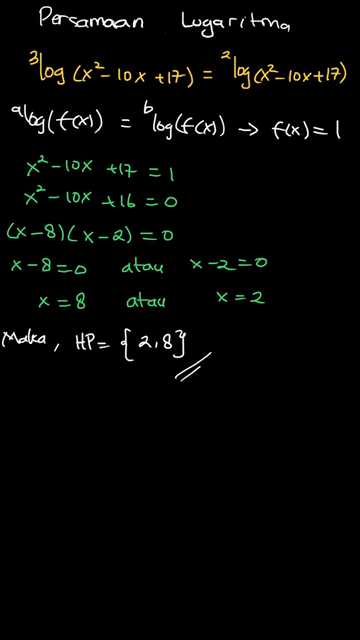 Persamaan Logaritma
³log(x²-10x+17) = ²log(x²-10x+17)
ᵃlog(f(x)) = ᵇlog(f(x)) → f(x)=1
x²-10x+17=1
x²-10x+16=0
(x-8)(x-2)=0
x-8=0 atau x-2=0
x=8 atau x=2
Maka, HP= {2,8}